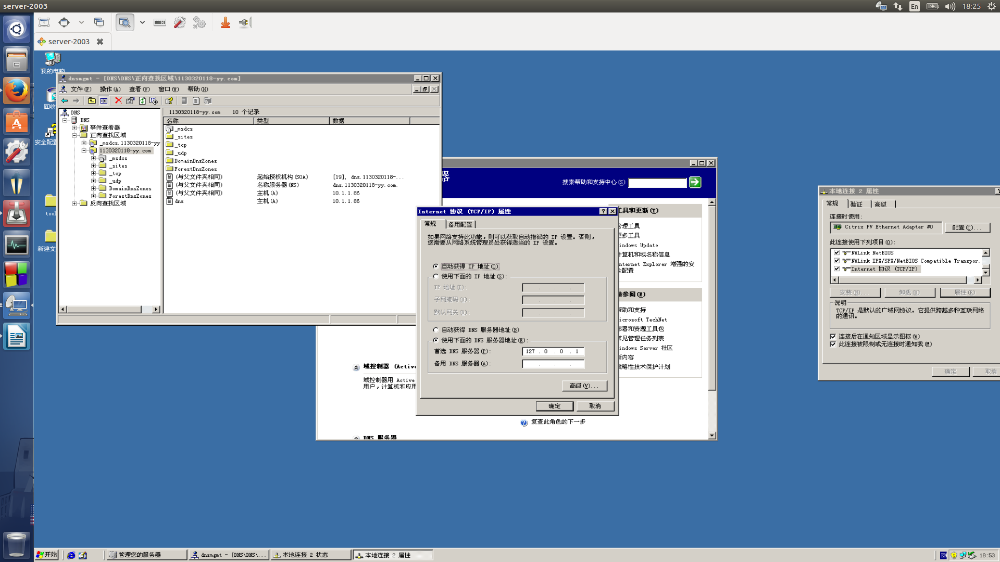 server-2003
En
18:25
server-2003
我的电脑
回收
安全配置
tool
新建文
dnsmgmt - [DNS\DNS\正向查找区域\1130320118-yy.com]
文件(F) 操作(A) 查看(V) 窗口(W) 帮助(H)
DNS
DNS
事件查看器
正向查找区域
_msdcs.1130320118-yy
1130320118-yy.com
_msdcs
_sites
_tcp
_udp
DomainDnsZones
ForestDnsZones
反向查找区域
1130320118-yy.com 10 个记录
名称 类型 数据
_msdcs
_sites
_tcp
_udp
DomainDnsZones
ForestDnsZones
(与父文件夹相同) 起始授权机构(SOA) [19], dns.1130320118-...
(与父文件夹相同) 名称服务器(NS) dns.1130320118-yy.com.
(与父文件夹相同) 主机(A) 10.1.1.86
dns 主机(A) 10.1.1.86
器
搜索帮助和支持中心(S)
工具和更新(T)
管理工具
更多工具
indows Update
计算机和域名称信息
nternet Explorer 增强的安
全配置
请参阅(E)
帮助和支持
icrosoft TechNet
部署和资源工具包
常见管理任务列表
indows Server 社区
新内容
战略性技术保护计划
域控制器 (Active
域控制器用 Active
用户，计算机和应用
复查此角色的下一步
DNS 服务器
Internet 协议 (TCP/IP) 属性
常规 备用配置
如果网络支持此功能，则可以获取自动指派的 IP 设置。否则，
您需要从网络系统管理员处获得适当的 IP 设置。
自动获得 IP 地址(O)
使用下面的 IP 地址(S):
IP 地址(I):
子网掩码(U):
默认网关(D):
自动获得 DNS 服务器地址(B)
使用下面的 DNS 服务器地址(E):
首选 DNS 服务器(P): 127 . 0 . 0 . 1
备用 DNS 服务器(A): . . .
高级(V)...
确定 取消
本地连接 2 属性
常规 验证 高级
连接时使用:
Citrix PV Ethernet Adapter #0 配置(C)...
此连接使用下列项目(O):
NWLink NetBIOS
NWLink IPX/SPX/NetBIOS Compatible Transpor.
Internet 协议 (TCP/IP)
安装(N)... 卸载(U) 属性(R)
说明
TCP/IP 是默认的广域网协议。它提供跨越多种互联网络
的通讯。
连接后在通知区域显示图标(W)
此连接被限制或无连接时通知我(M)
确定 取消
开始 管理您的服务器 dnsmgmt - [DNS\DNS\... 本地连接 2 状态 本地连接 2 属性 EN 18:53